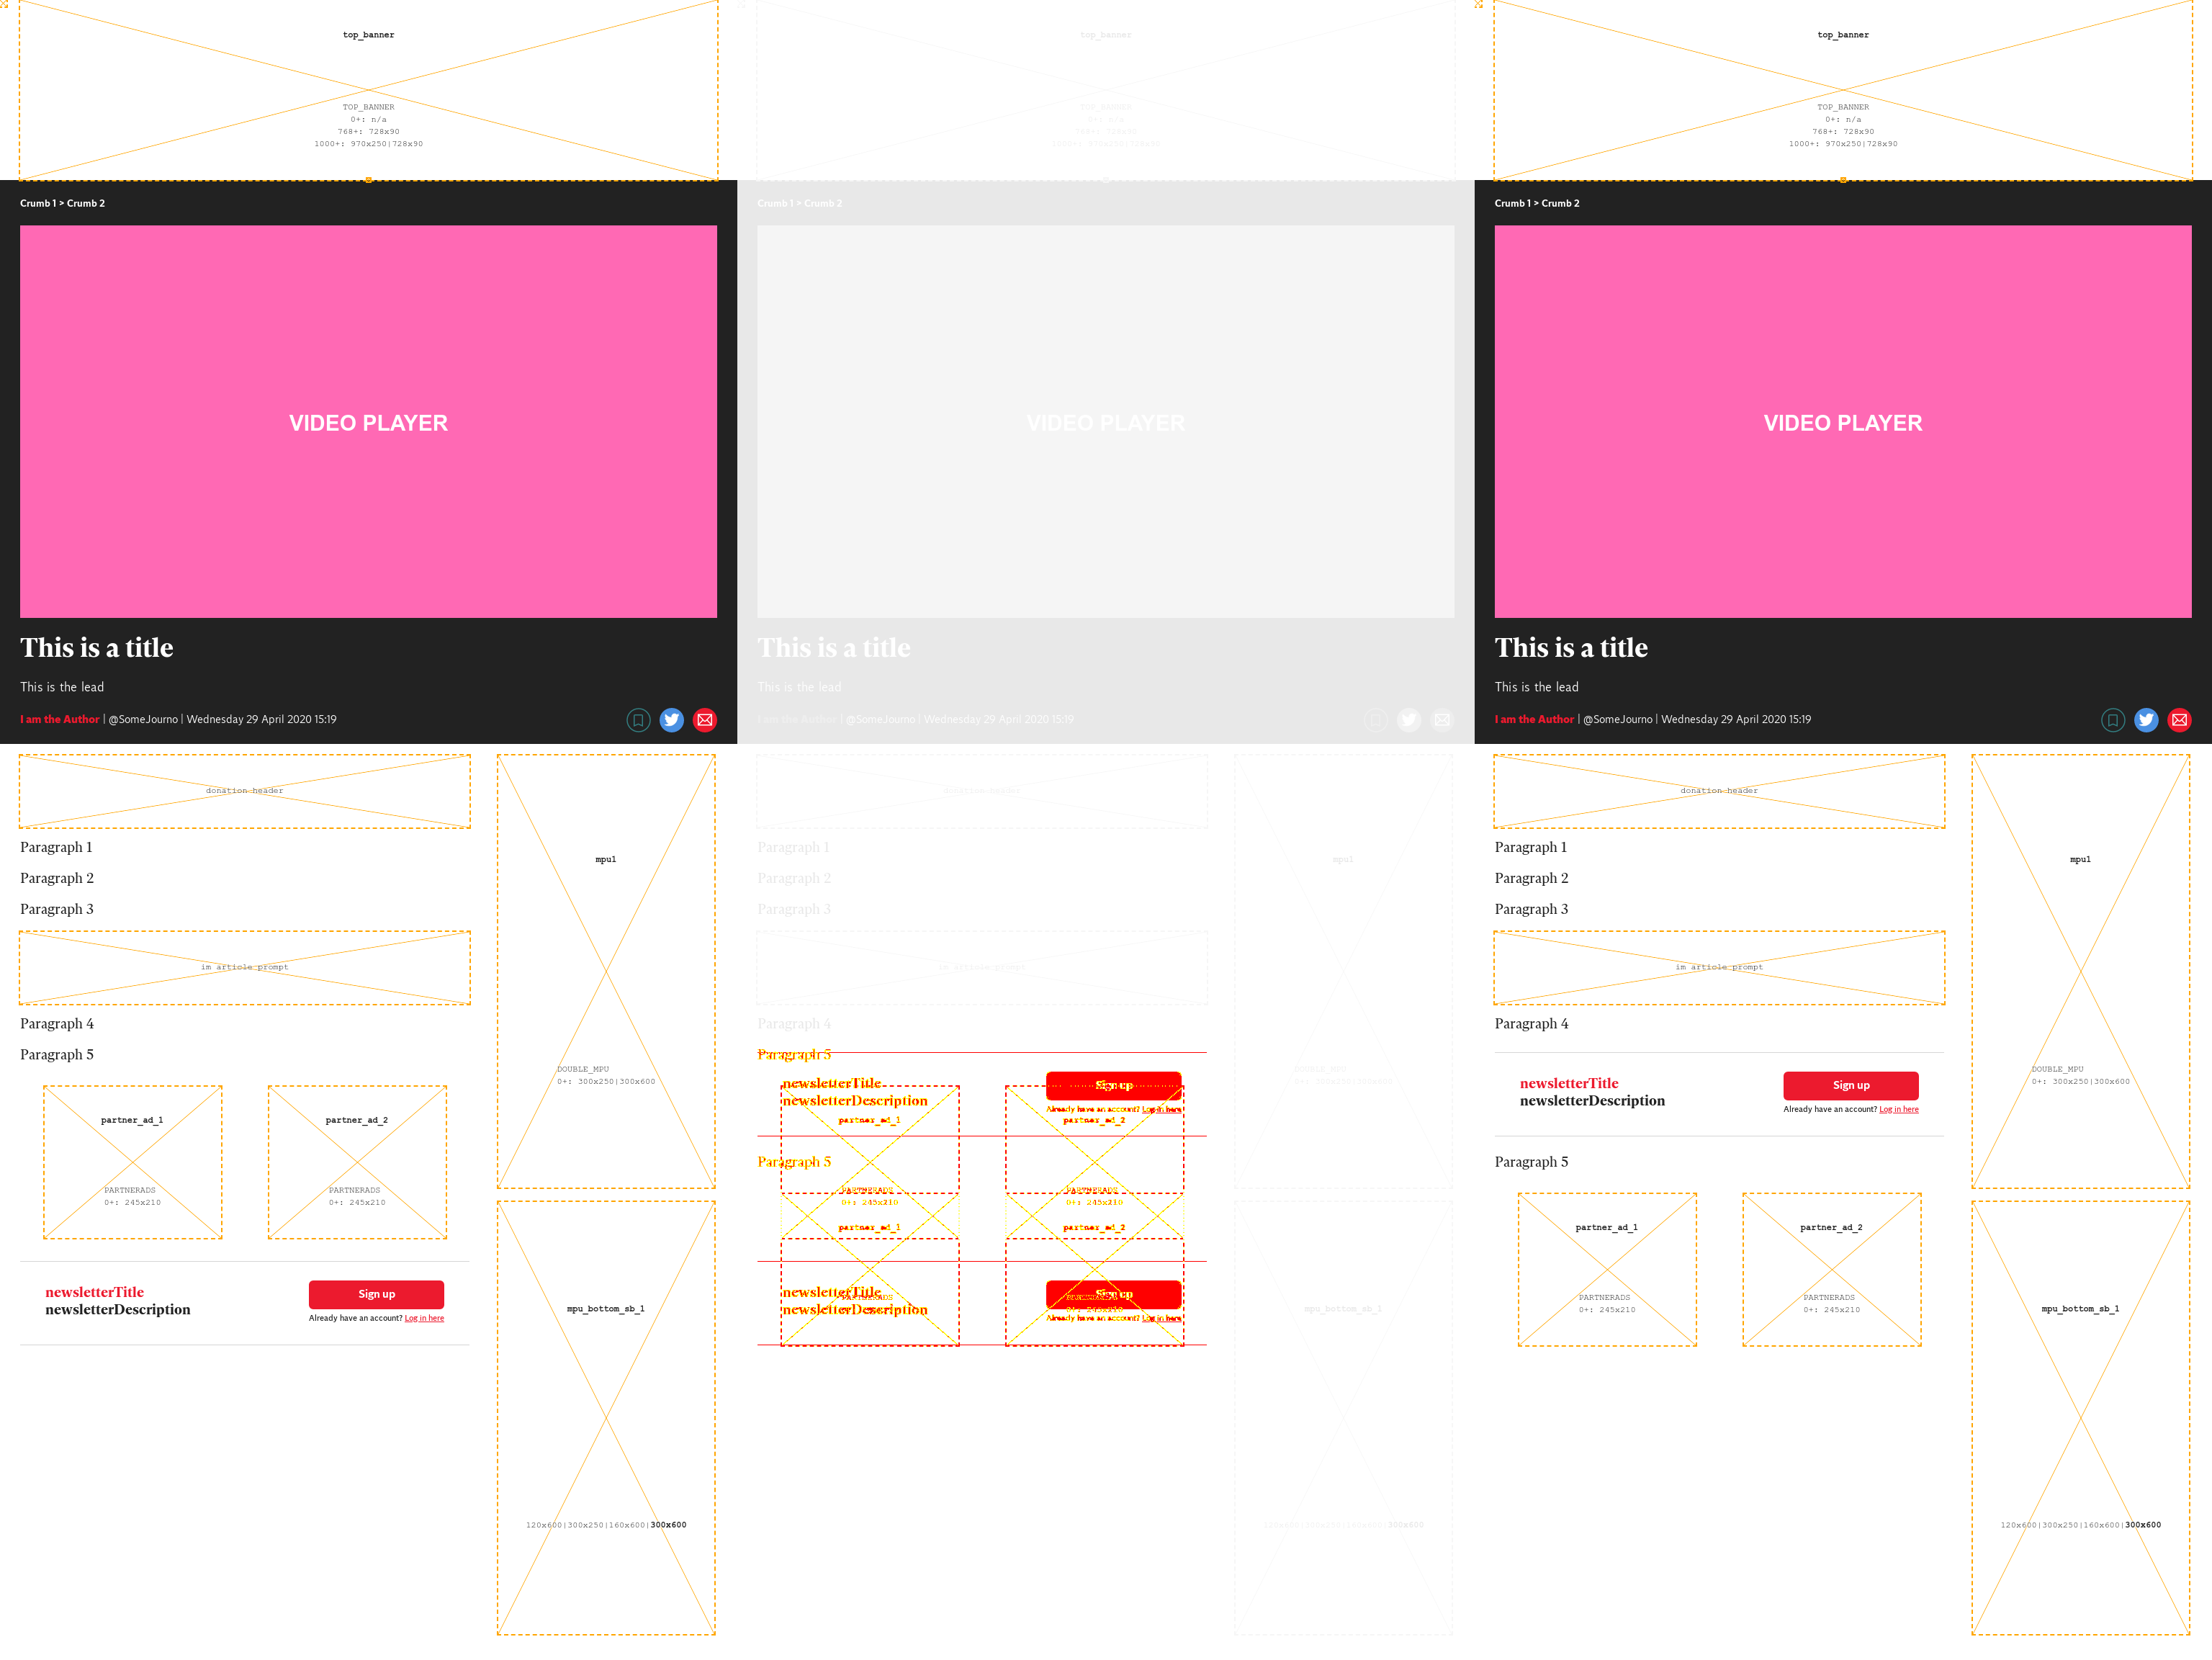 top_banner
TOP_BANNER
0+: n/a
768+: 728x90
1000+: 970x250|728x90
Crumb 1 > Crumb 2
VIDEO PLAYER
This is a title
This is the lead
I am the Author | @SomeJourno | Wednesday 29 April 2020 15:19
donation-header
Paragraph 1
Paragraph 2
Paragraph 3
im article prompt
Paragraph 4
Paragraph 5
partner_ad_1
PARTNERADS
0+: 245x210
partner_ad_2
PARTNERADS
0+: 245x210
newsletterTitle
newsletterDescription
Sign up
Already have an account? Log in here
mpu1
DOUBLE_MPU
0+: 300x250|300x600
mpu_bottom_sb_1
120x600|300x250|160x600|300x600
top_banner
TOP_BANNER
0+: n/a
768+: 728x90
1000+: 970x250|728x90
Crumb 1 > Crumb 2
VIDEO PLAYER
This is a title
This is the lead
I am the Author | @SomeJourno | Wednesday 29 April 2020 15:19
donation-header
Paragraph 1
Paragraph 2
Paragraph 3
im article prompt
Paragraph 4
Paragraph 5
newsletterTitle
newsletterDescription
Sign up
Already have an account? Log in here
partner_ad_1
partner_ad_2
Paragraph 5
PARTNERADS
0+: 245x210
PARTNERADS
0+: 245x210
partner_ad_1
partner_ad_2
newsletterTitle
newsletterDescription
PARTNERADS
Sign up
PARTNERADS
Already have an account? Log in here
mpu1
DOUBLE_MPU
0+: 300x250|300x600
mpu_bottom_sb_1
120x600|300x250|160x600|300x600
top_banner
TOP_BANNER
0+: n/a
768+: 728x90
1000+: 970x250|728x90
Crumb 1 > Crumb 2
VIDEO PLAYER
This is a title
This is the lead
I am the Author | @SomeJourno | Wednesday 29 April 2020 15:19
donation-header
Paragraph 1
Paragraph 2
Paragraph 3
im article prompt
Paragraph 4
newsletterTitle
newsletterDescription
Sign up
Already have an account? Log in here
Paragraph 5
partner_ad_1
PARTNERADS
0+: 245x210
partner_ad_2
PARTNERADS
0+: 245x210
mpu1
DOUBLE_MPU
0+: 300x250|300x600
mpu_bottom_sb_1
120x600|300x250|160x600|300x600